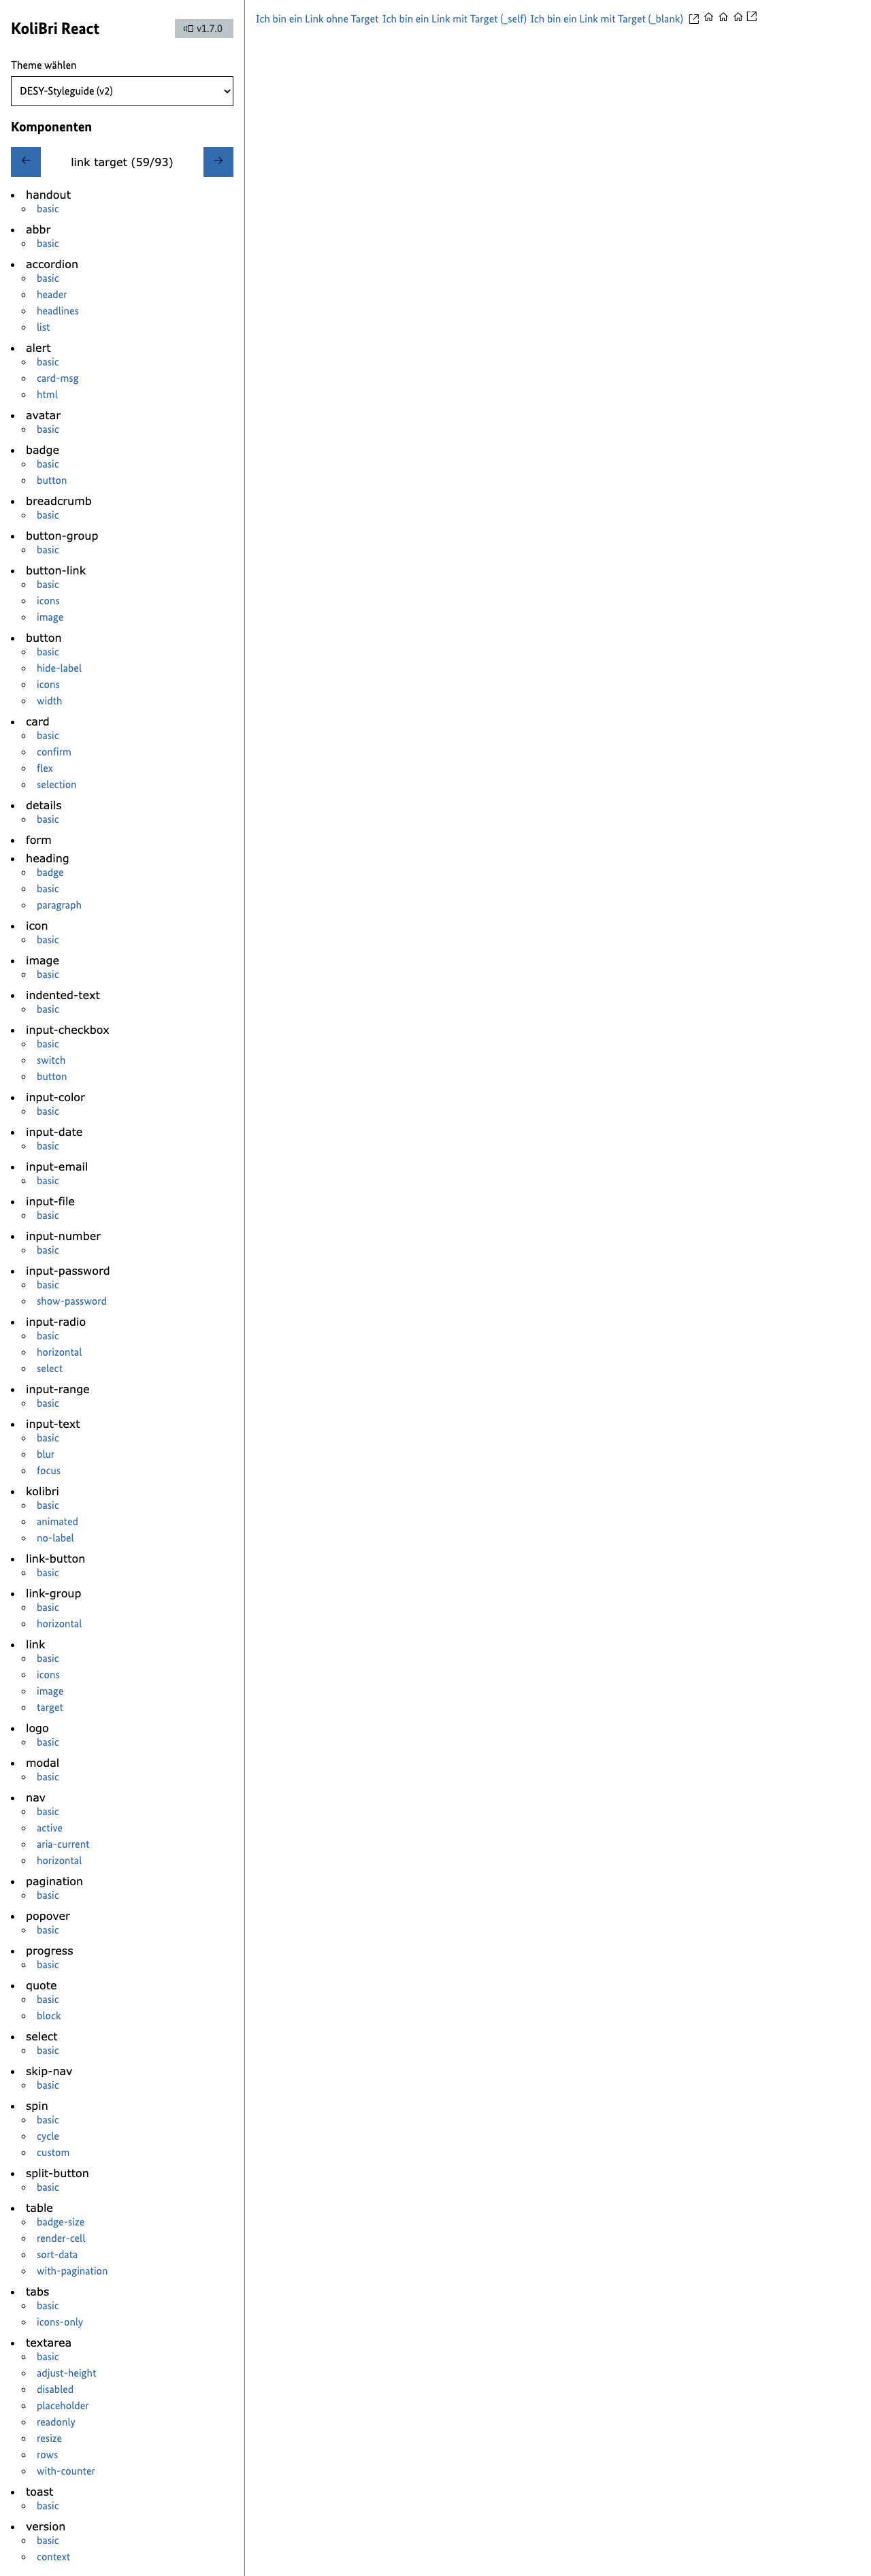 KoliBri React
v1.7.0
Theme wählen
DESY-Styleguide (v2)
Komponenten
link target (59/93)
handout
basic
abbr
basic
accordion
basic
header
headlines
list
alert
basic
card-msg
html
avatar
basic
badge
basic
button
breadcrumb
basic
button-group
basic
button-link
basic
icons
image
button
basic
hide-label
icons
width
card
basic
confirm
flex
selection
details
basic
form
heading
badge
basic
paragraph
icon
basic
image
basic
indented-text
basic
input-checkbox
basic
switch
button
input-color
basic
input-date
basic
input-email
basic
input-file
basic
input-number
basic
input-password
basic
show-password
input-radio
basic
horizontal
select
input-range
basic
input-text
basic
blur
focus
kolibri
basic
animated
no-label
link-button
basic
link-group
basic
horizontal
link
basic
icons
image
target
logo
basic
modal
basic
nav
basic
active
aria-current
horizontal
pagination
basic
popover
basic
progress
basic
quote
basic
block
select
basic
skip-nav
basic
spin
basic
cycle
custom
split-button
basic
table
badge-size
render-cell
sort-data
with-pagination
tabs
basic
icons-only
textarea
basic
adjust-height
disabled
placeholder
readonly
resize
rows
with-counter
toast
basic
version
basic
context
Ich bin ein Link ohne Target Ich bin ein Link mit Target (_self) Ich bin ein Link mit Target (_blank)